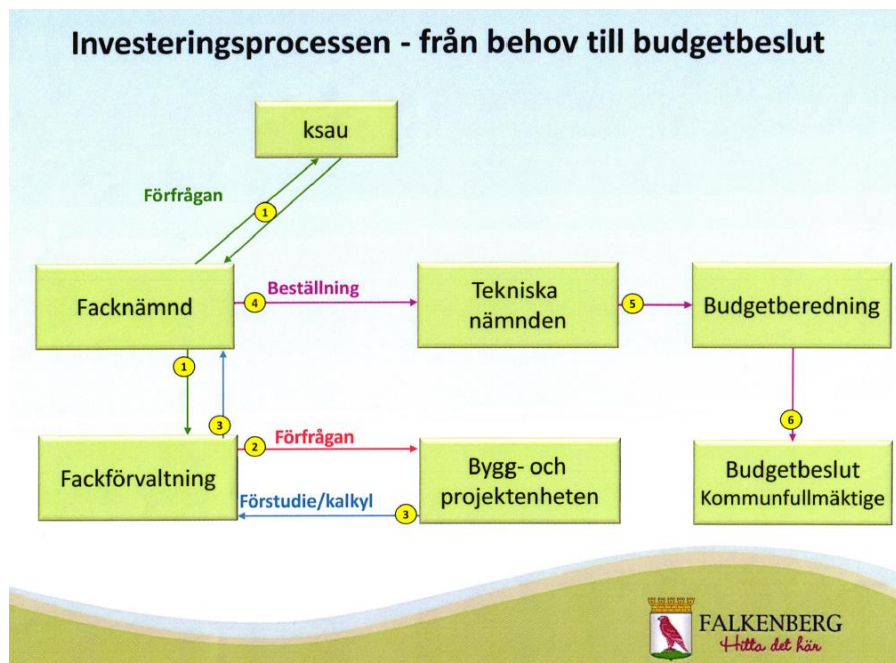 Investeringsprocessen - från behov till budgetbeslut
ksau
Förfrågan
1
Facknämnd
4
Beställning
Tekniska
nämnden
5
Budgetberedning
1
3
6
Fackförvaltning
2
Förfrågan
Förstudie/kalkyl
3
Bygg- och
projektenheten
Budgetbeslut
Kommunfullmäktige
FALKENBERG
Hitta det här